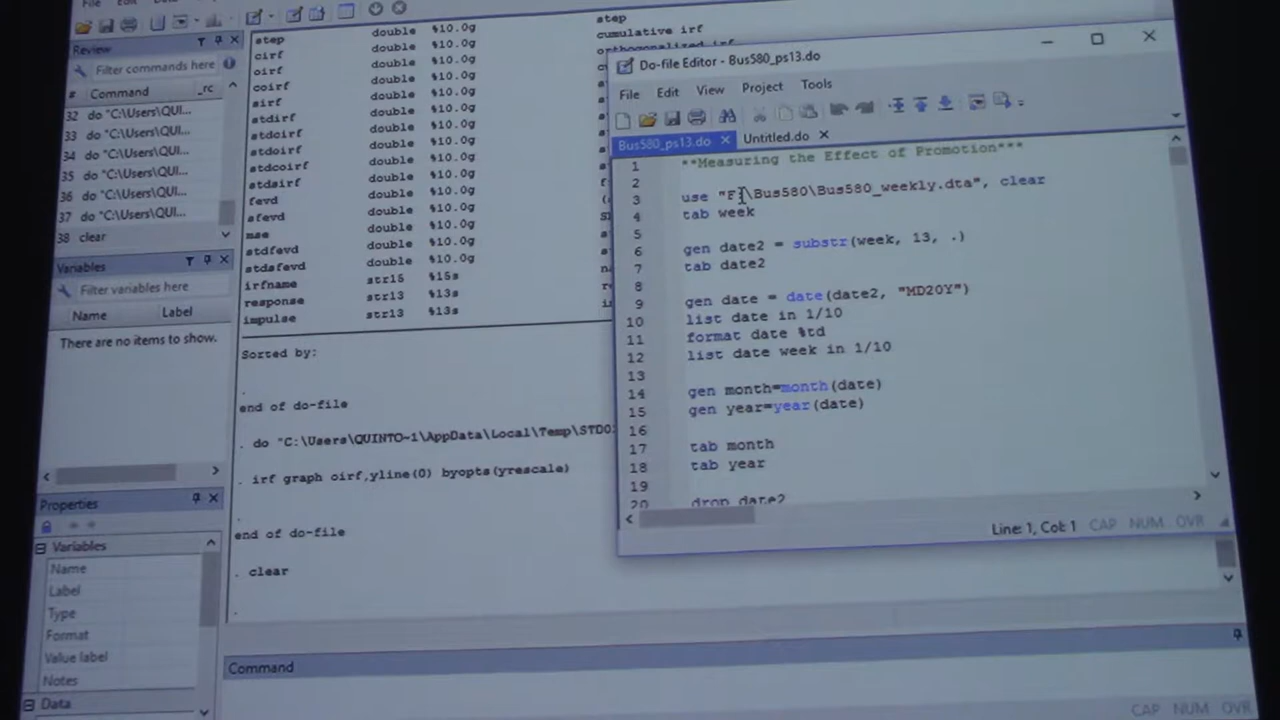 File Edit Data
step double %10.0g step
cirf double %10.0g cumulative irf
oirf double %10.0g orthogonalized irf
coirf double %10.0g
sirf double %10.0g
stdirf double %10.0g
stdcirf double %10.0g
stdoirf double %10.0g
stdcoirf double %10.0g
stdsirf double %10.0g
fevd double %10.0g
sfevd double %10.0g
mse double %10.0g
stdfevd double %10.0g
stdsfevd double %10.0g
irfname str15 %15s
response str13 %13s
impulse str13 %13s
Sorted by:
.
end of do-file
. do "C:\Users\QUINTO~1\AppData\Local\Temp\STD0
. irf graph oirf,yline(0) byopts(yrescale)
.
end of do-file
. clear
.
Command
Review
Filter commands here
# Command _rc
32 do "C:\Users\QUI...
33 do "C:\Users\QUI...
34 do "C:\Users\QUI...
35 do "C:\Users\QUI...
36 do "C:\Users\QUI...
37 do "C:\Users\QUI...
38 clear
Variables
Filter variables here
Name Label
There are no items to show.
Properties
Variables
Name
Label
Type
Format
Value label
Notes
Data
Do-file Editor - Bus580_ps13.do
File Edit View Project Tools
Bus580_ps13.do Untitled.do
1 **Measuring the Effect of Promotion***
2
3 use "F:\Bus580\Bus580_weekly.dta", clear
4 tab week
5
6 gen date2 = substr(week, 13, .)
7 tab date2
8
9 gen date = date(date2, "MD20Y")
10 list date in 1/10
11 format date %td
12 list date week in 1/10
13
14 gen month=month(date)
15 gen year=year(date)
16
17 tab month
18 tab year
19
20 drop date2
Line: 1, Col: 1 CAP NUM OVR
CAP NUM OVR